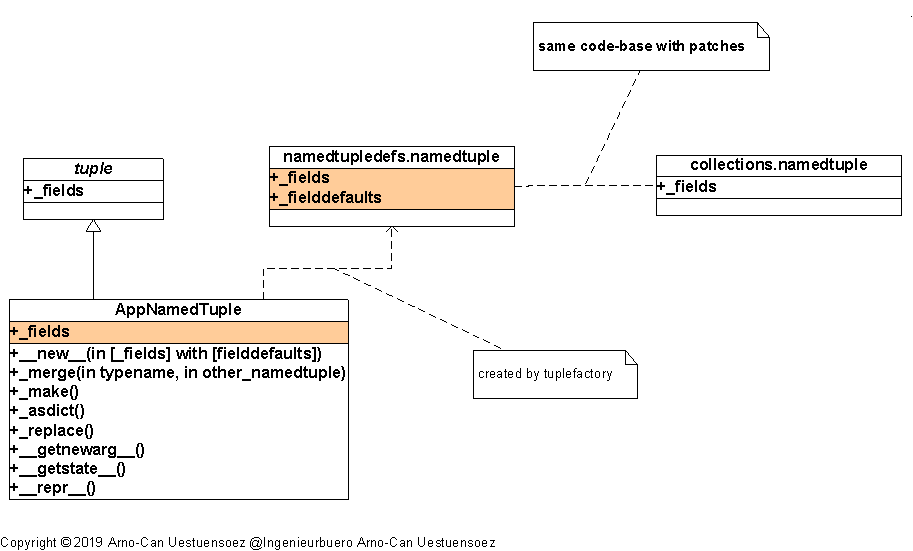 same code-base with patches
tuple
+_fields
namedtupledefs.namedtuple
+_fields
+_fielddefaults
collections.namedtuple
+_fields
AppNamedTuple
+_fields
+__new__(in [_fields] with [fielddefaults])
+_merge(in typename, in other_namedtuple)
+_make()
+_asdict()
+_replace()
+__getnewarg__()
+__getstate__()
+__repr__()
created by tuplefactory
Copyright ©2019 Arno-Can Uestuensoez @Ingenieurbuero Arno-Can Uestuensoez